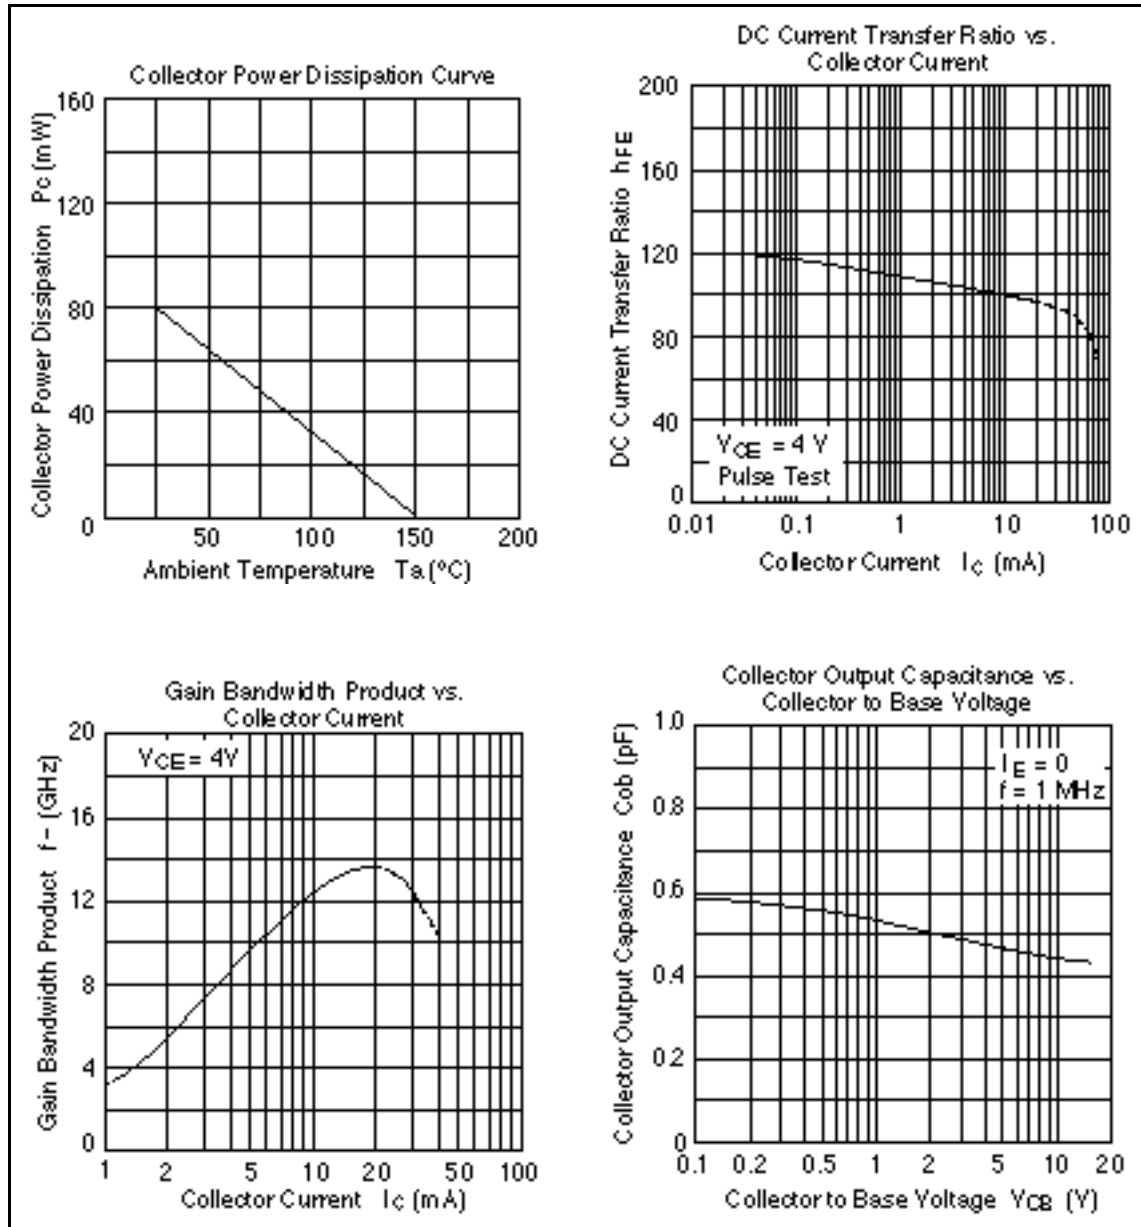 Collector Power Dissipation Curve
160
120
80
40
0
50 100 150 200
Collector Power Dissipation Pc (mW)
Ambient Temperature Ta (°C)
DC Current Transfer Ratio vs.
Collector Current
200
160
120
80
40
0
0.01 0.1 1 10 100
DC Current Transfer Ratio hFE
VCE = 4 V
Pulse Test
Collector Current IC (mA)
Gain Bandwidth Product vs.
Collector Current
20
16
12
8
4
0
1 2 5 10 20 50 100
Gain Bandwidth Product f- (GHz)
VCE = 4V
Collector Current IC (mA)
Collector Output Capacitance vs.
Collector to Base Voltage
1.0
0.8
0.6
0.4
0.2
0
0.1 0.2 0.5 1 2 5 10 20
Collector Output Capacitance Cob (pF)
IE = 0
f = 1 MHz
Collector to Base Voltage VCB (V)